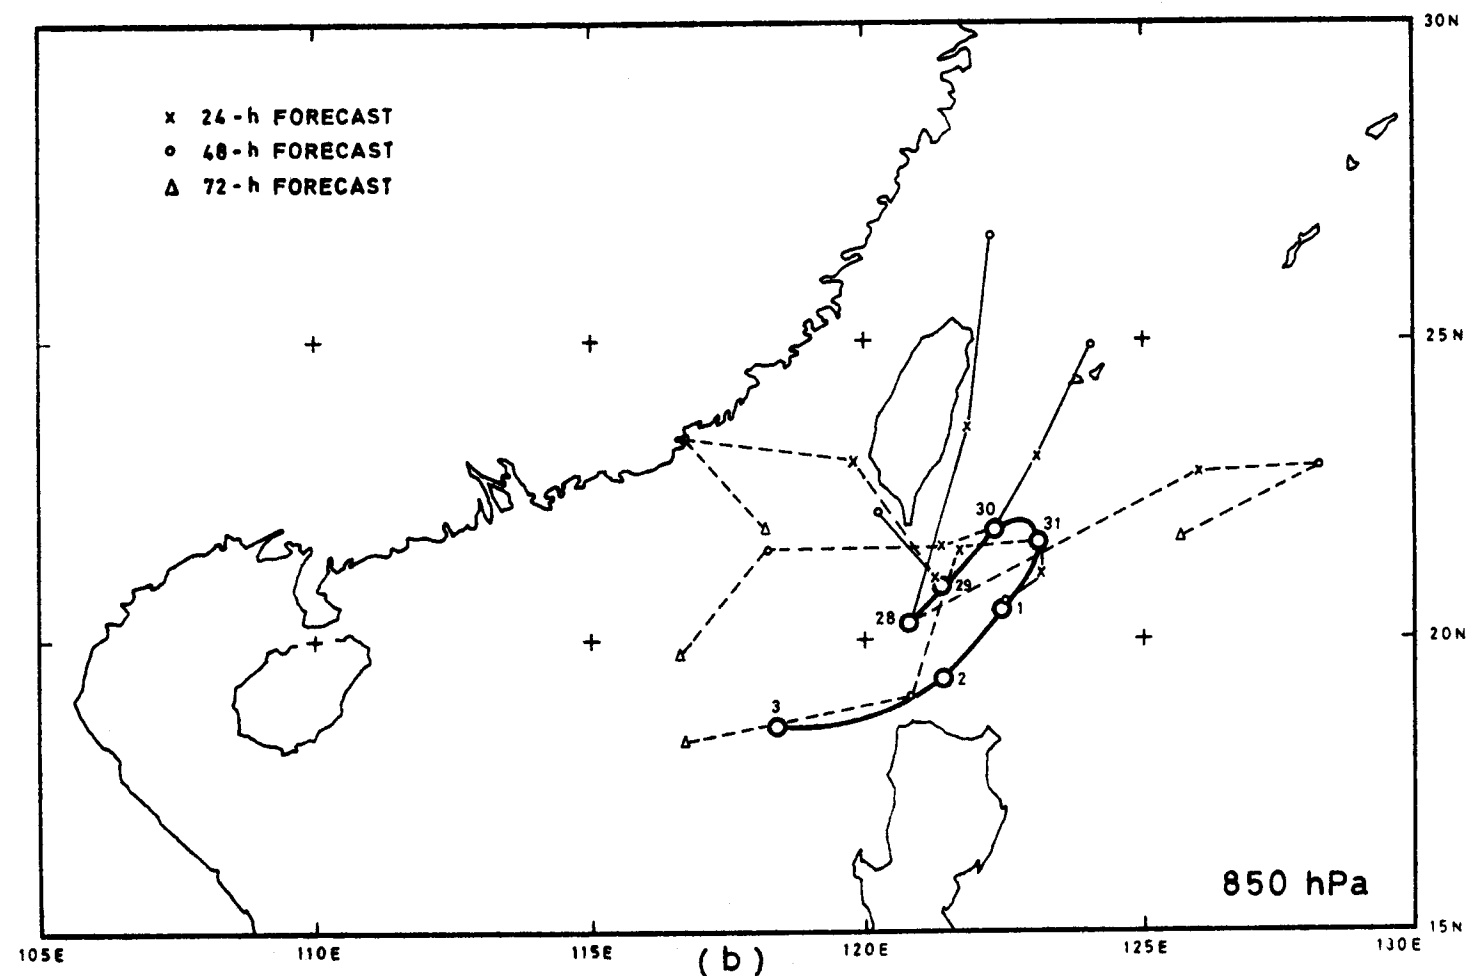 30N
x 24-h FORECAST
o 48-h FORECAST
Δ 72-h FORECAST
25N
30
31
29
28
1
20N
2
3
850 hPa
15N
105E 110E 115E 120E 125E 130E
(b)